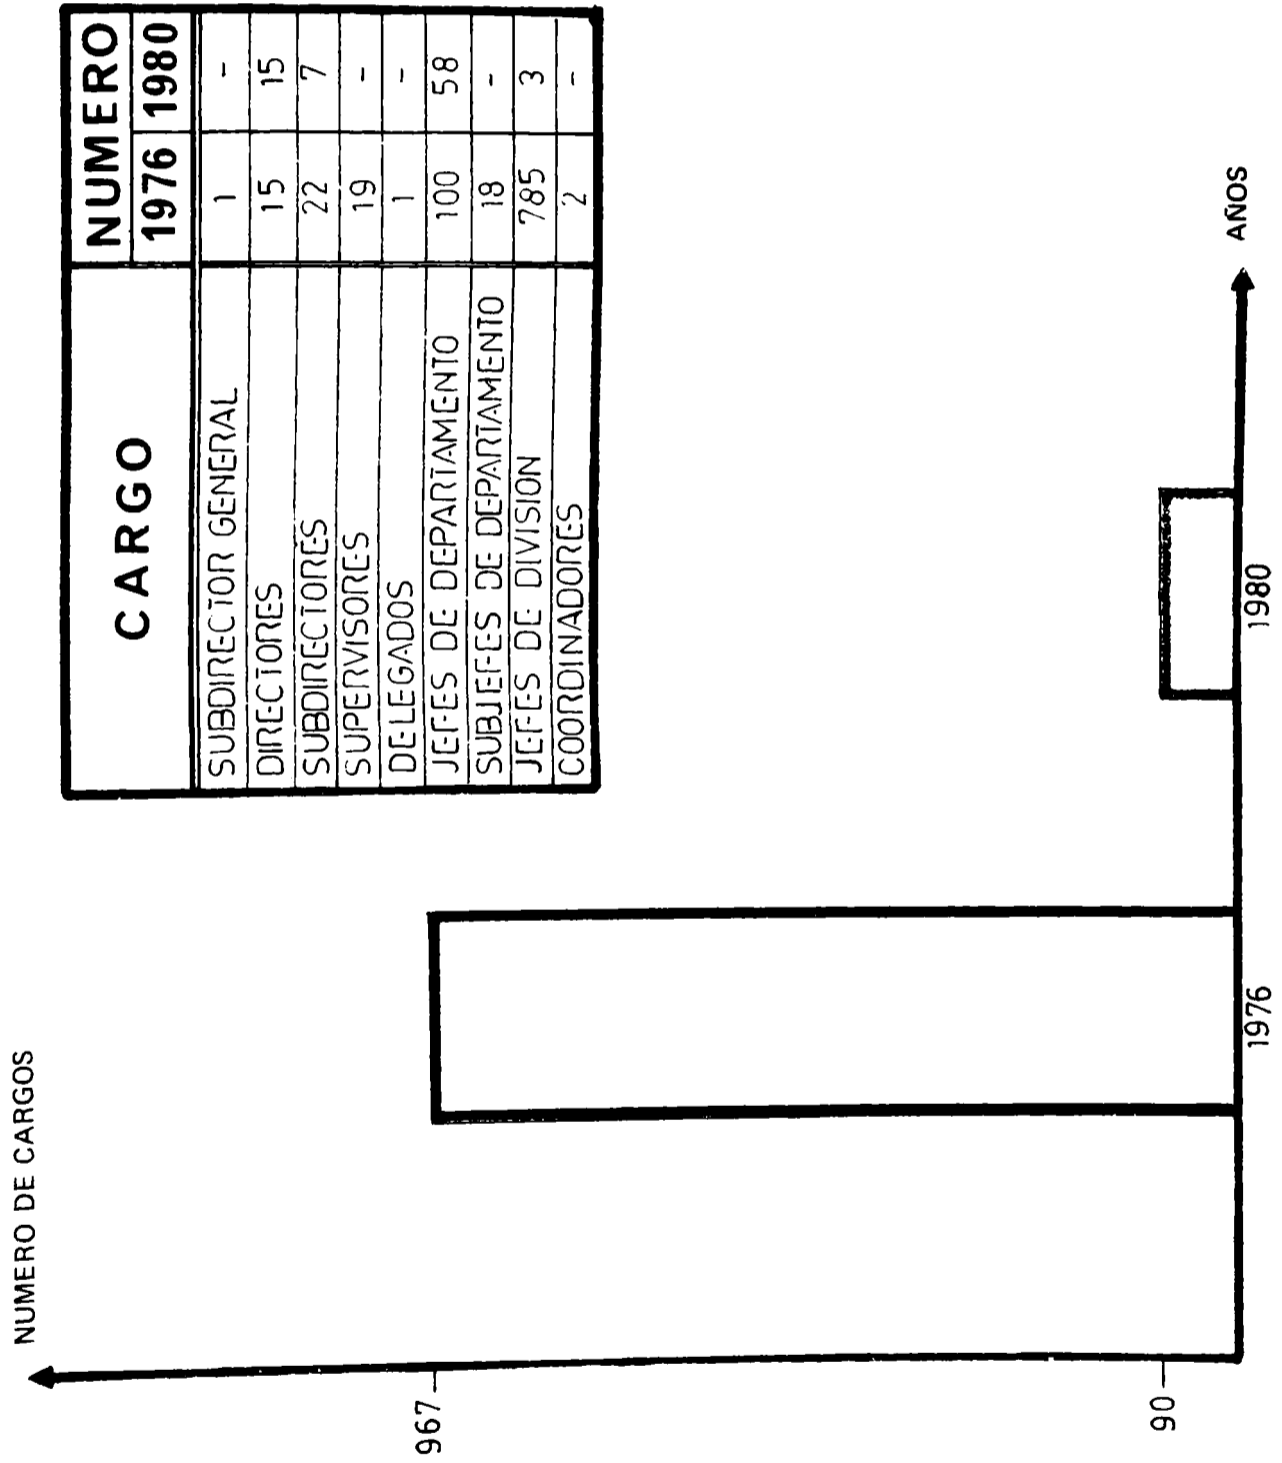 NUMERO DE CARGOS
CARGO NUMERO
1976 1980
SUBDIRECTOR GENERAL 1 -
DIRECTORES 15 15
SUBDIRECTORES 22 7
SUPERVISORES 19 -
DELEGADOS 1 -
JEFES DE DEPARTAMENTO 100 58
SUBJEFES DE DEPARTAMENTO 18 -
JEFES DE DIVISION 785 3
COORDINADORES 2 -
967
90
1976 1980
AÑOS